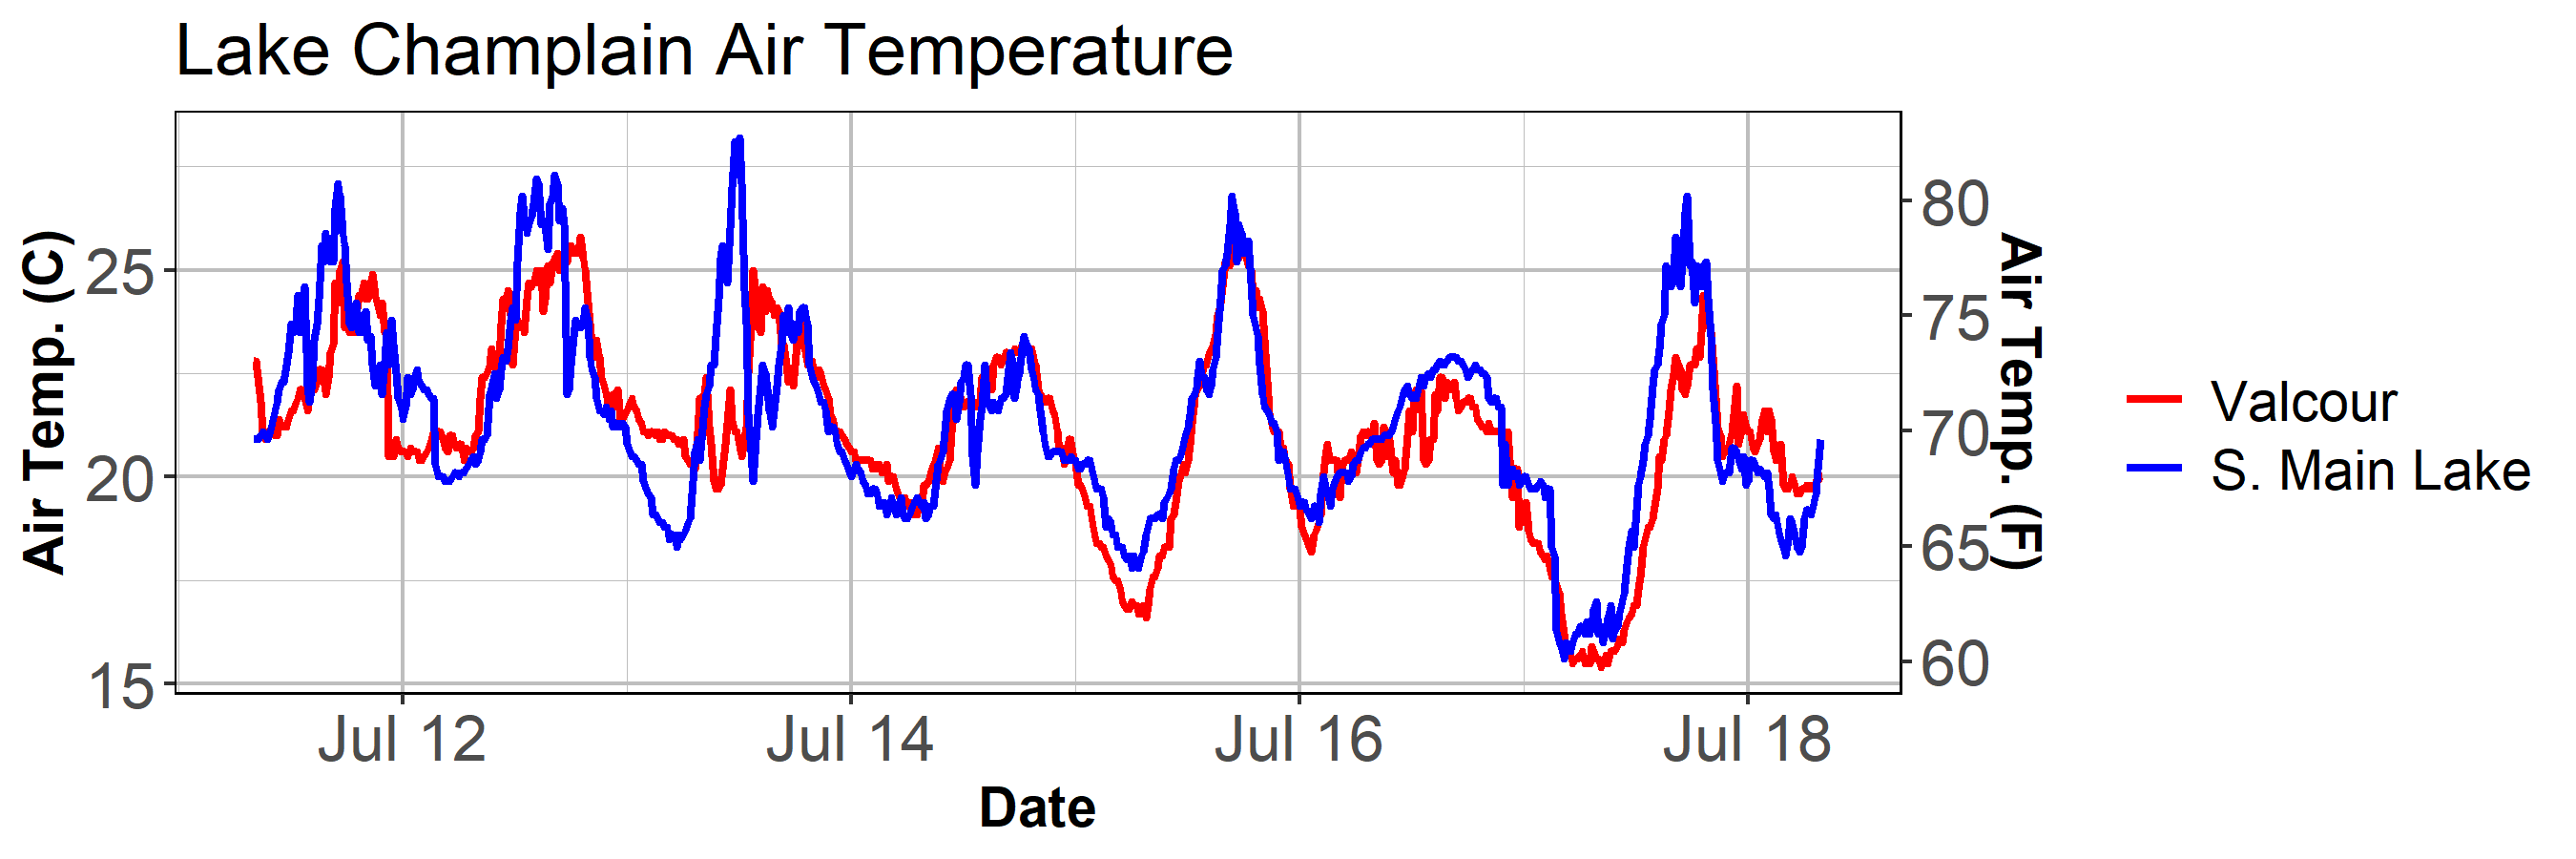 Lake Champlain Air Temperature
Air Temp. (C)
25
20
15
80
75
70
65
60
Air Temp. (F)
Jul 12
Jul 14
Jul 16
Jul 18
Date
Valcour
S. Main Lake